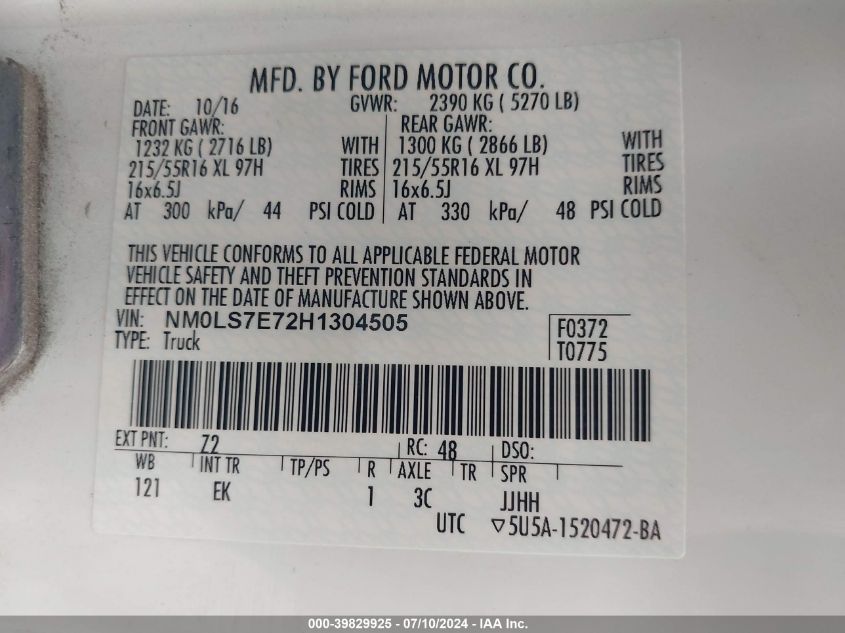 MFD. BY FORD MOTOR CO.
DATE: 10/16 GVWR: 2390 KG ( 5270 LB)
FRONT GAWR: REAR GAWR:
1232 KG ( 2716 LB) WITH 1300 KG ( 2866 LB) WITH
215/55R16 XL 97H TIRES 215/55R16 XL 97H TIRES
16x6.5J RIMS 16x6.5J RIMS
AT 300 kPa/ 44 PSI COLD AT 330 kPa/ 48 PSI COLD
THIS VEHICLE CONFORMS TO ALL APPLICABLE FEDERAL MOTOR
VEHICLE SAFETY AND THEFT PREVENTION STANDARDS IN
EFFECT ON THE DATE OF MANUFACTURE SHOWN ABOVE.
VIN: NM0LS7E72H1304505 F0372
TYPE: Truck T0775
EXT PNT: Z2 RC: 48 DSO:
WB INT TR TP/PS R AXLE TR SPR
121 EK 1 3C JJHH
UTC ▽5U5A-1520472-BA
000-39829925 - 07/10/2024 - IAA Inc.